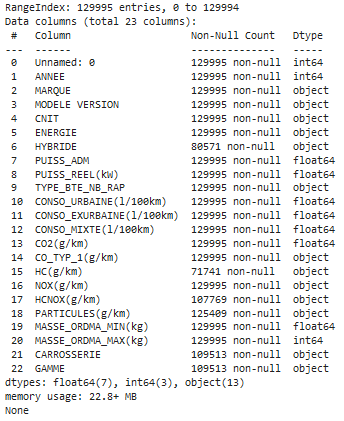 RangeIndex: 129995 entries, 0 to 129994
Data columns (total 23 columns):
 #   Column                    Non-Null Count   Dtype
---  ------                    --------------   -----
 0   Unnamed: 0                129995 non-null  int64
 1   ANNEE                     129995 non-null  int64
 2   MARQUE                    129995 non-null  object
 3   MODELE VERSION            129995 non-null  object
 4   CNIT                      129995 non-null  object
 5   ENERGIE                   129995 non-null  object
 6   HYBRIDE                   80571 non-null   object
 7   PUISS_ADM                 129995 non-null  float64
 8   PUISS_REEL(kW)            129995 non-null  float64
 9   TYPE_BTE_NB_RAP           129995 non-null  object
 10  CONSO_URBAINE(l/100km)    129995 non-null  float64
 11  CONSO_EXURBAINE(l/100km)  129995 non-null  float64
 12  CONSO_MIXTE(l/100km)      129995 non-null  float64
 13  CO2(g/km)                 129995 non-null  float64
 14  CO_TYP_1(g/km)            129995 non-null  object
 15  HC(g/km)                  71741 non-null   object
 16  NOX(g/km)                 129995 non-null  object
 17  HCNOX(g/km)               107769 non-null  object
 18  PARTICULES(g/km)          125409 non-null  object
 19  MASSE_ORDMA_MIN(kg)       129995 non-null  float64
 20  MASSE_ORDMA_MAX(kg)       129995 non-null  int64
 21  CARROSSERIE               109513 non-null  object
 22  GAMME                     109513 non-null  object
dtypes: float64(7), int64(3), object(13)
memory usage: 22.8+ MB
None